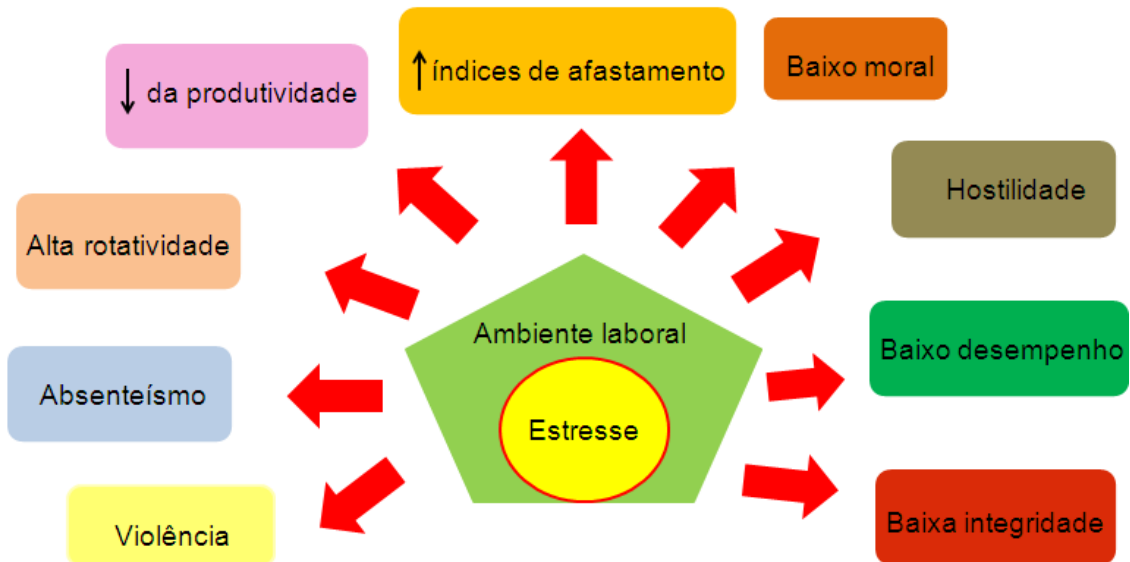 ↓ da produtividade
↑ índices de afastamento
Baixo moral
Hostilidade
Alta rotatividade
Ambiente laboral
Baixo desempenho
Absenteísmo
Estresse
Violência
Baixa integridade